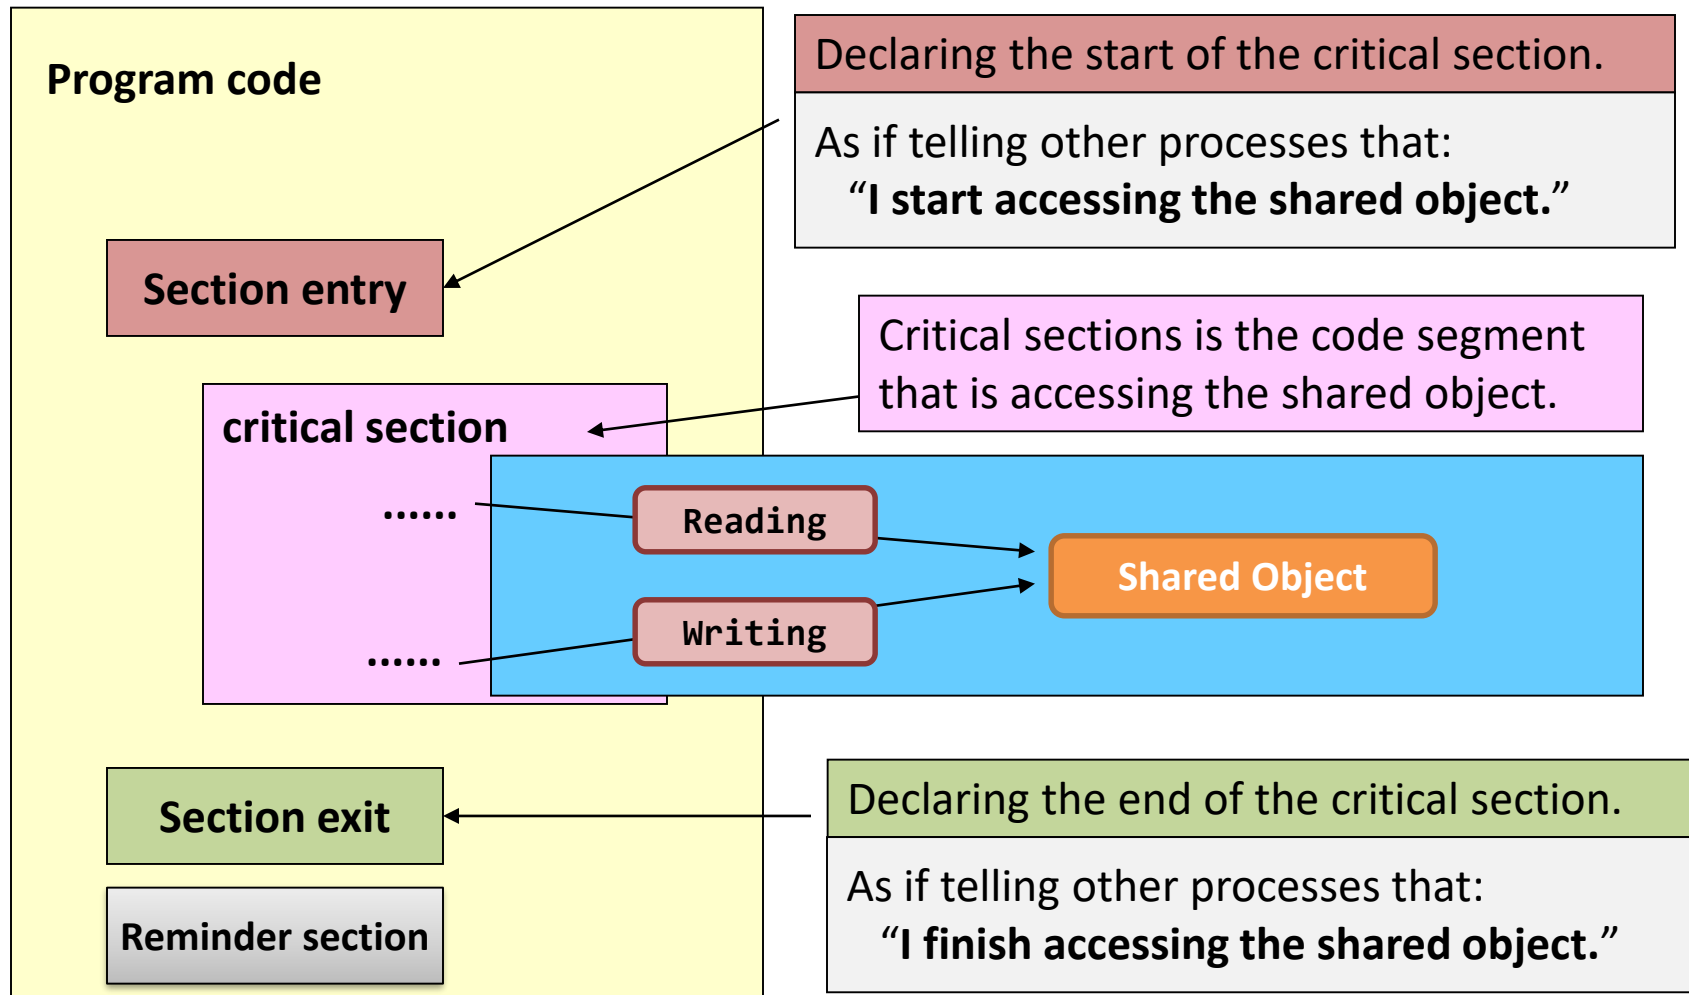 Program code
Declaring the start of the critical section.
As if telling other processes that:
“I start accessing the shared object.”
Section entry
Critical sections is the code segment
that is accessing the shared object.
critical section
......
Reading
Shared Object
Writing
......
Section exit
Declaring the end of the critical section.
As if telling other processes that:
“I finish accessing the shared object.”
Reminder section